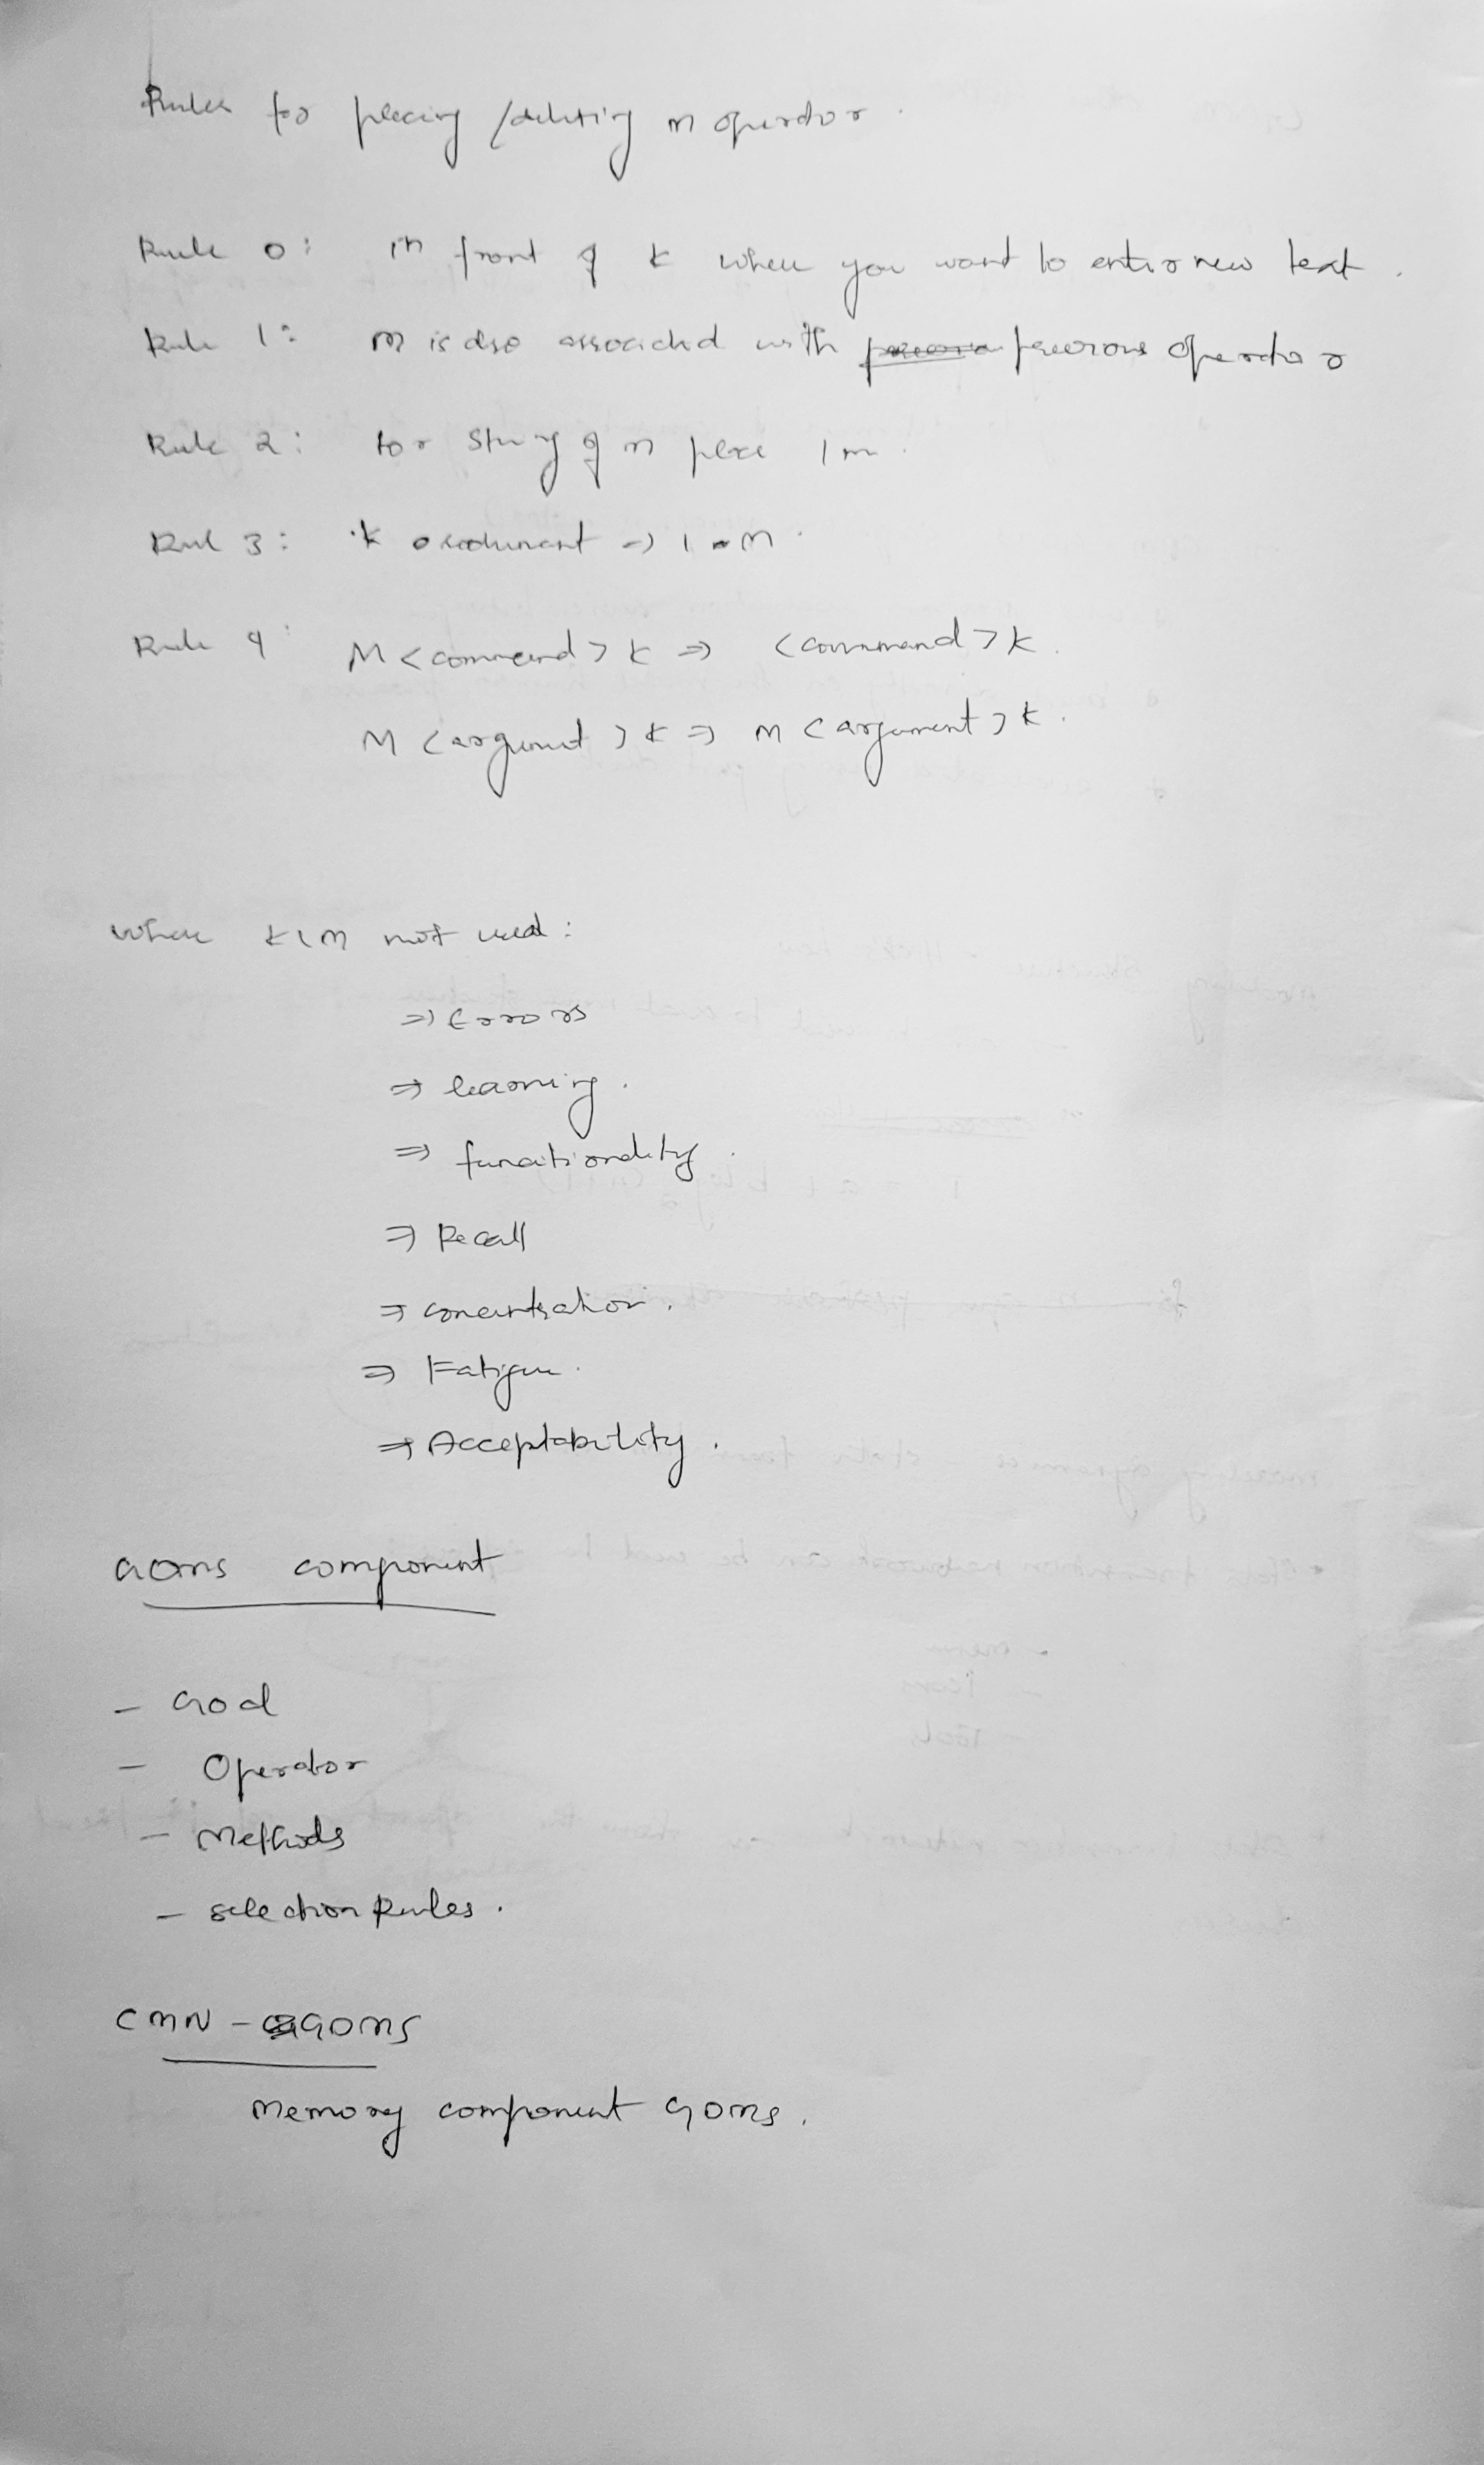 Rules for placing / deleting m operator.
Rule 0: in front of k when you want to enter new text.
Rule 1: M is also associated with previous operator
Rule 2: for string of m place 1 m.
Rule 3: k redundant => 1 m.
Rule 4: M <command> k => <command> k.
M <argument> k => M <argument> k.
where KLM not used:
=> Errors
=> learning.
=> functionality.
=> Recall
=> concentration.
=> Fatigue.
=> Acceptability.
GOMS component
- Goal
- Operator
- Methods
- selection Rules.
CMN - GOMS
Memory component GOMS.